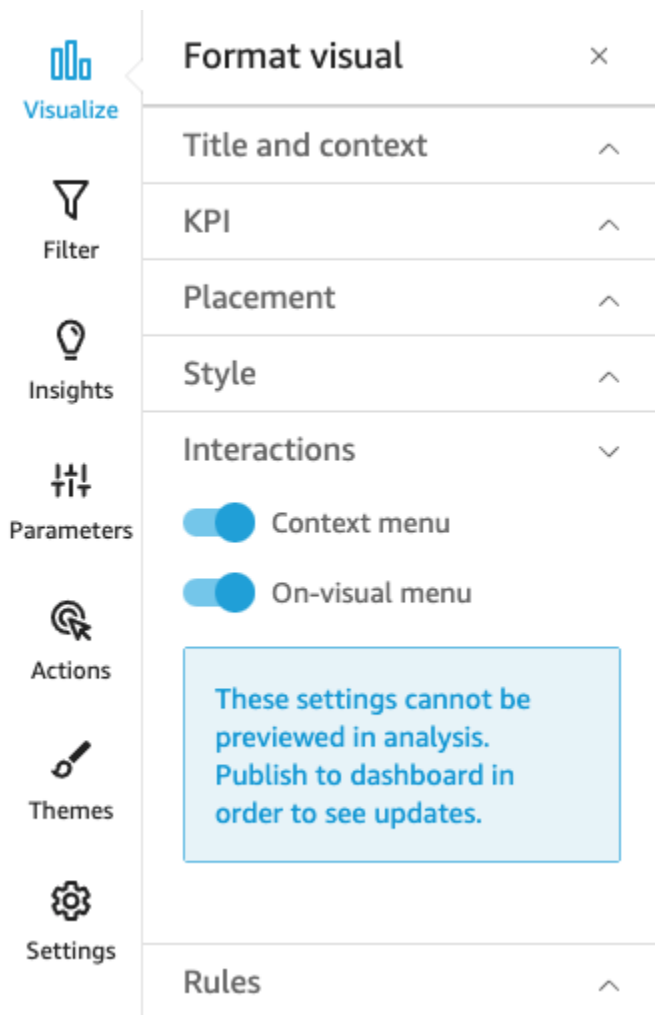 Visualize
Filter
Insights
Parameters
Actions
Themes
Settings
Format visual
Title and context
KPI
Placement
Style
Interactions
Context menu
On-visual menu
These settings cannot be
previewed in analysis.
Publish to dashboard in
order to see updates.
Rules